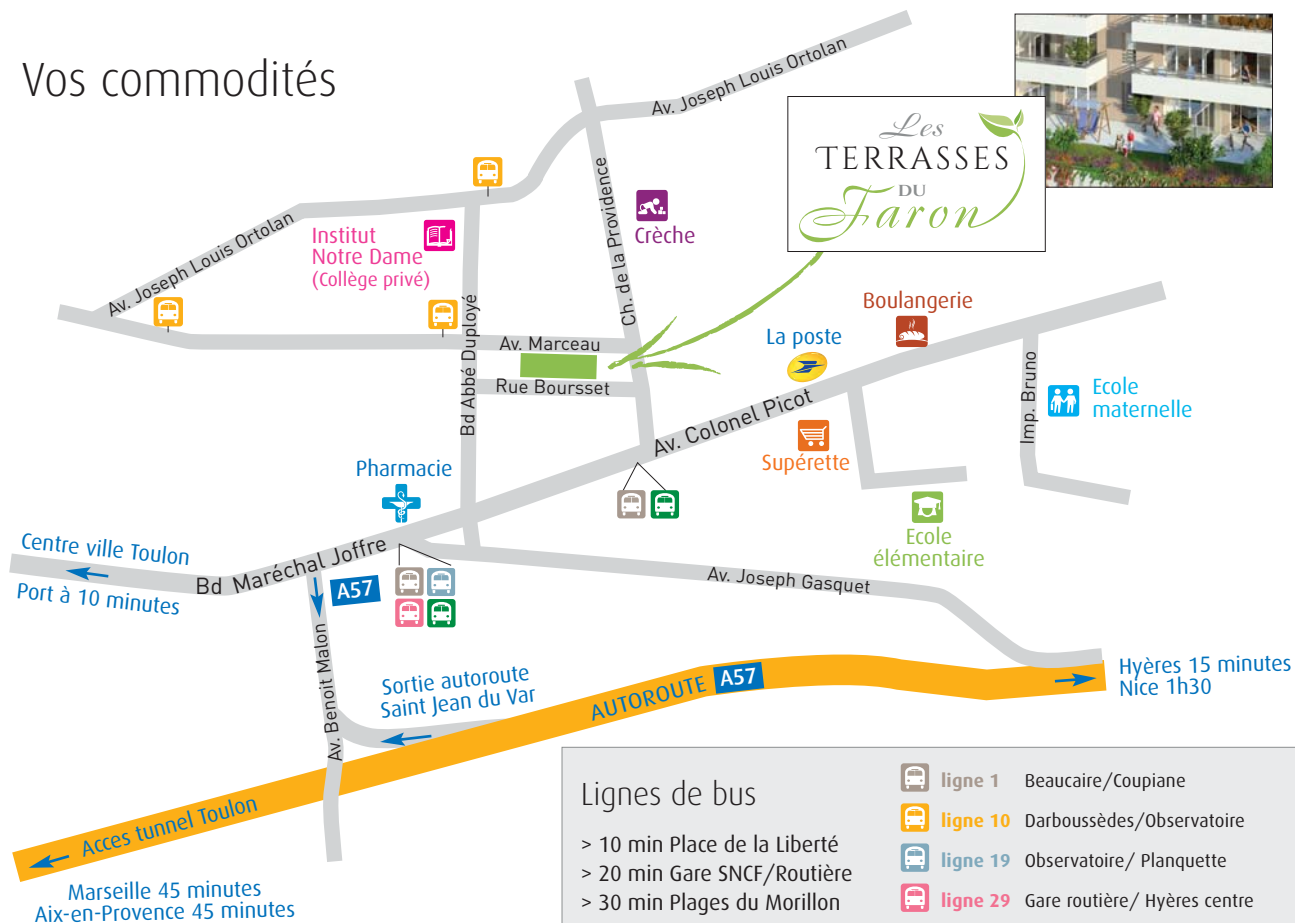 Vos commodités
Av. Joseph Louis Ortolan
Les
TERRASSES
DU
Faron
Av. Joseph Louis Ortolan
Institut
Notre Dame
(Collège privé)
Ch. de la Providence
Crèche
Boulangerie
La poste
Av. Marceau
Rue Boursset
Bd Abbé Duployé
Av. Colonel Picot
Imp. Bruno
Ecole
maternelle
Supérette
Pharmacie
Ecole
élémentaire
Centre ville Toulon
Port à 10 minutes
Bd Maréchal Joffre
A57
Av. Joseph Gasquet
Av. Benoit Malon
Sortie autoroute
Saint Jean du Var
AUTOROUTE A57
Hyères 15 minutes
Nice 1h30
Acces tunnel Toulon
Marseille 45 minutes
Aix-en-Provence 45 minutes
Lignes de bus
> 10 min Place de la Liberté
> 20 min Gare SNCF/Routière
> 30 min Plages du Morillon
ligne 1 Beaucaire/Coupiane
ligne 10 Darboussèdes/Observatoire
ligne 19 Observatoire/ Planquette
ligne 29 Gare routière/ Hyères centre